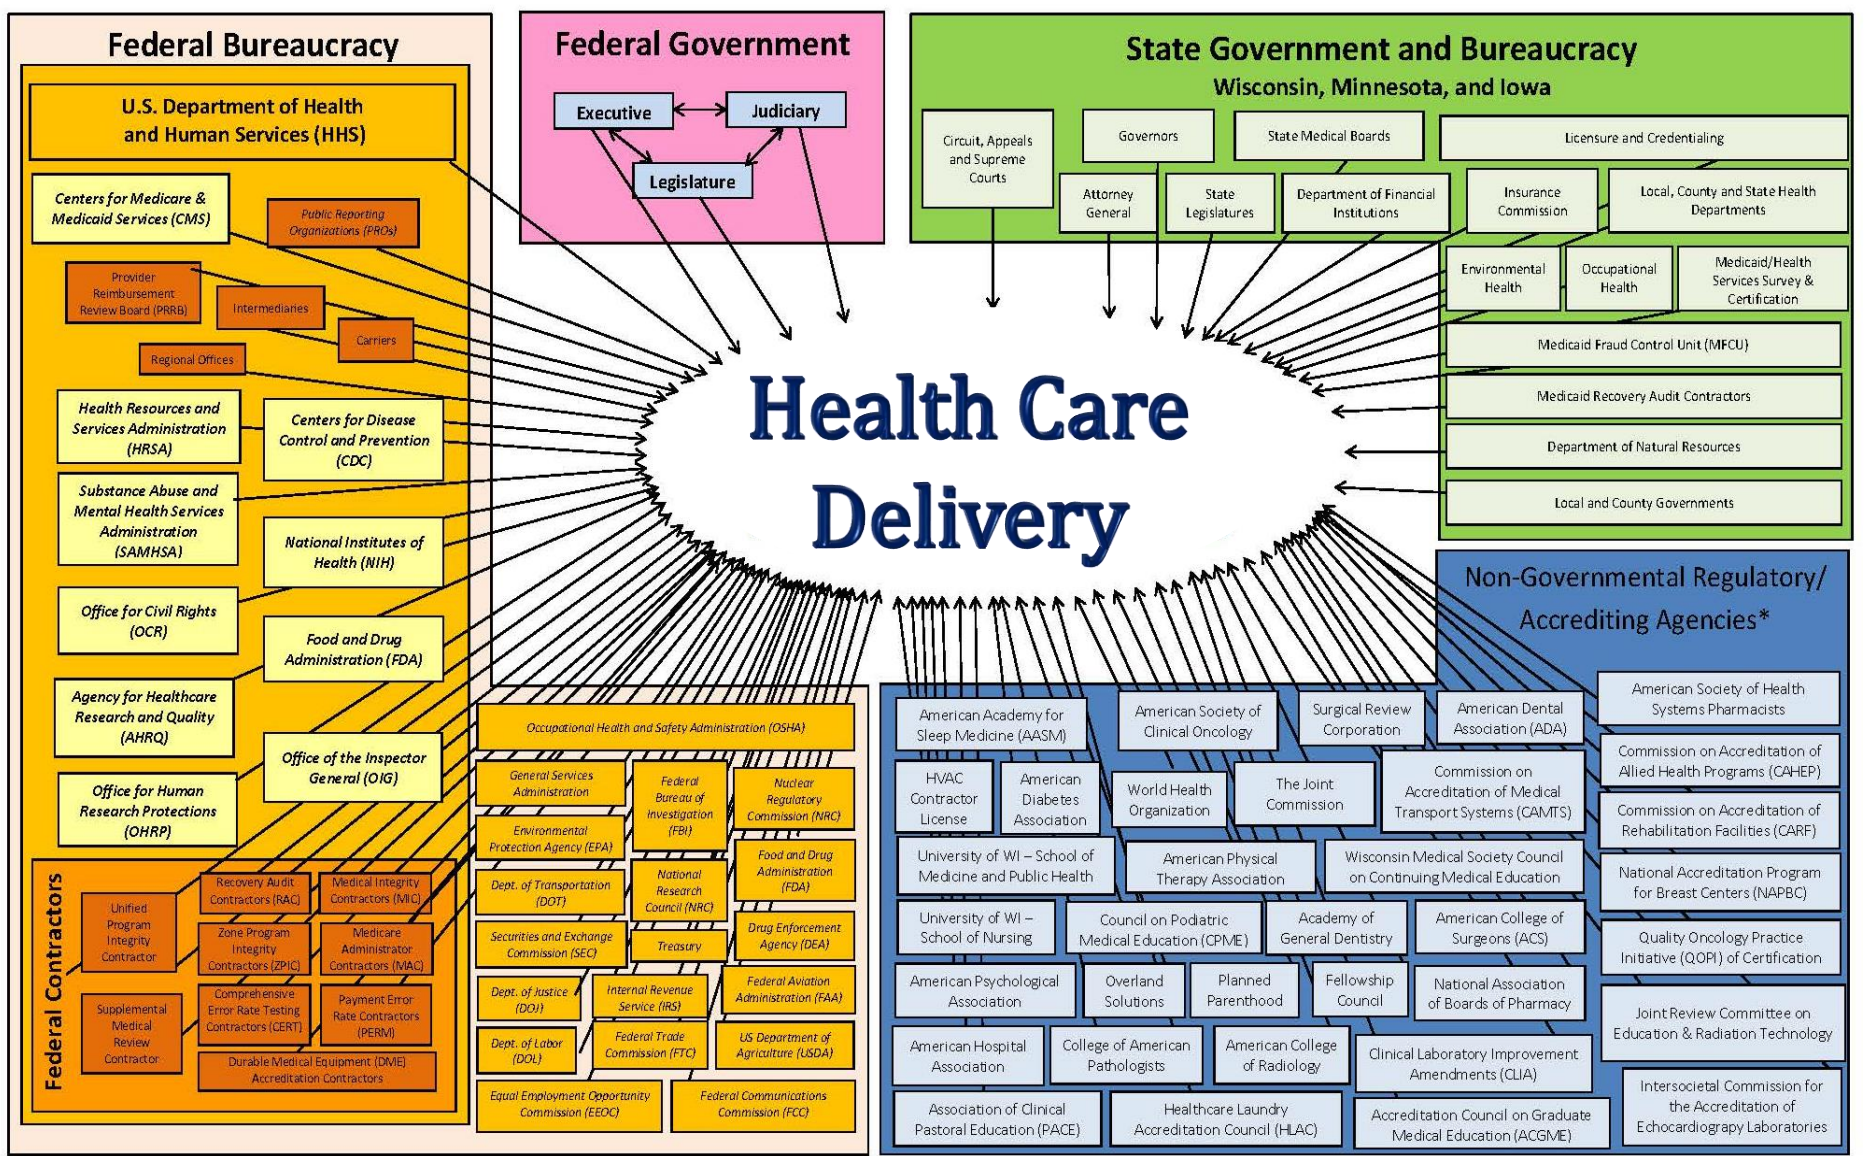 Federal Bureaucracy
U.S. Department of Health
and Human Services (HHS)
Centers for Medicare &
Medicaid Services (CMS)
Public Reporting
Organizations (PROs)
Provider
Reimbursement
Review Board (PRRB)
Intermediaries
Carriers
Regional Offices
Health Resources and
Services Administration
(HRSA)
Centers for Disease
Control and Prevention
(CDC)
Substance Abuse and
Mental Health Services
Administration
(SAMHSA)
National Institutes of
Health (NIH)
Office for Civil Rights
(OCR)
Food and Drug
Administration (FDA)
Agency for Healthcare
Research and Quality
(AHRQ)
Office of the Inspector
General (OIG)
Office for Human
Research Protections
(OHRP)
Federal Contractors
Unified
Program
Integrity
Contractor
Recovery Audit
Contractors (RAC)
Medical Integrity
Contractors (MIC)
Zone Program
Integrity
Contractors (ZPIC)
Medicare
Administrator
Contractors (MAC)
Supplemental
Medical
Review
Contractor
Comprehensive
Error Rate Testing
Contractors (CERT)
Payment Error
Rate Contractors
(PERM)
Durable Medical Equipment (DME)
Accreditation Contractors
Occupational Health and Safety Administration (OSHA)
General Services
Administration
Federal
Bureau of
Investigation
(FBI)
Nuclear
Regulatory
Commission (NRC)
Environmental
Protection Agency (EPA)
Food and Drug
Administration
(FDA)
Dept. of Transportation
(DOT)
National
Research
Council (NRC)
Securities and Exchange
Commission (SEC)
Treasury
Drug Enforcement
Agency (DEA)
Dept. of Justice
(DOJ)
Internal Revenue
Service (IRS)
Federal Aviation
Administration (FAA)
Dept. of Labor
(DOL)
Federal Trade
Commission (FTC)
US Department of
Agriculture (USDA)
Equal Employment Opportunity
Commission (EEOC)
Federal Communications
Commission (FCC)
Federal Government
Executive
Judiciary
Legislature
Health Care
Delivery
State Government and Bureaucracy
Wisconsin, Minnesota, and Iowa
Circuit, Appeals
and Supreme
Courts
Governors
State Medical Boards
Licensure and Credentialing
Attorney
General
State
Legislatures
Department of Financial
Institutions
Insurance
Commission
Local, County and State Health
Departments
Environmental
Health
Occupational
Health
Medicaid/Health
Services Survey &
Certification
Medicaid Fraud Control Unit (MFCU)
Medicaid Recovery Audit Contractors
Department of Natural Resources
Local and County Governments
Non-Governmental Regulatory/
Accrediting Agencies*
American Academy for
Sleep Medicine (AASM)
American Society of
Clinical Oncology
Surgical Review
Corporation
American Dental
Association (ADA)
American Society of Health
Systems Pharmacists
HVAC
Contractor
License
American
Diabetes
Association
World Health
Organization
The Joint
Commission
Commission on
Accreditation of Medical
Transport Systems (CAMTS)
Commission on Accreditation of
Allied Health Programs (CAHEP)
Commission on Accreditation of
Rehabilitation Facilities (CARF)
University of WI – School of
Medicine and Public Health
American Physical
Therapy Association
Wisconsin Medical Society Council
on Continuing Medical Education
National Accreditation Program
for Breast Centers (NAPBC)
University of WI –
School of Nursing
Council on Podiatric
Medical Education (CPME)
Academy of
General Dentistry
American College of
Surgeons (ACS)
Quality Oncology Practice
Initiative (QOPI) of Certification
American Psychological
Association
Overland
Solutions
Planned
Parenthood
Fellowship
Council
National Association
of Boards of Pharmacy
Joint Review Committee on
Education & Radiation Technology
American Hospital
Association
College of American
Pathologists
American College
of Radiology
Clinical Laboratory Improvement
Amendments (CLIA)
Intersocietal Commission for
the Accreditation of
Echocardiograpy Laboratories
Association of Clinical
Pastoral Education (PACE)
Healthcare Laundry
Accreditation Council (HLAC)
Accreditation Council on Graduate
Medical Education (ACGME)